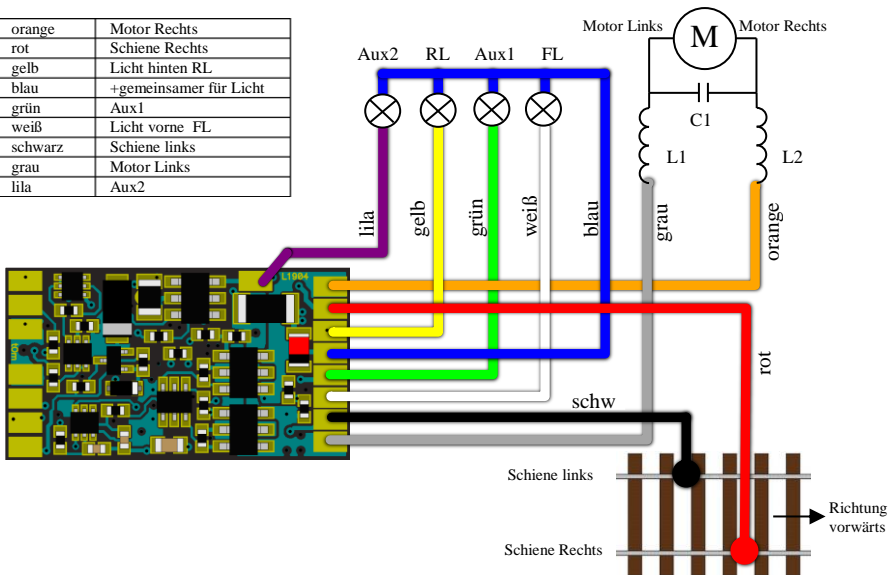 orange Motor Rechts
rot Schiene Rechts
gelb Licht hinten RL
blau +gemeinsamer für Licht
grün Aux1
weiß Licht vorne FL
schwarz Schiene links
grau Motor Links
lila Aux2
Aux2 RL Aux1 FL
Motor Links M Motor Rechts
C1
L1 L2
lila gelb grün weiß blau grau orange
L1904
tOm
rot
schw
Schiene links
Richtung
vorwärts
Schiene Rechts